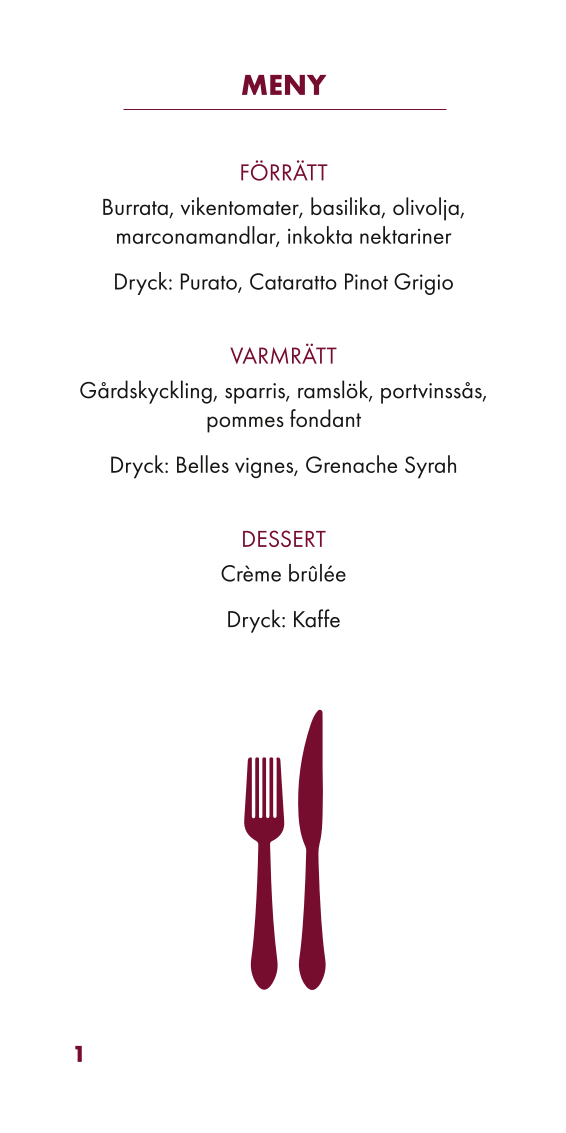 MENY
FÖRRÄTT
Burrata, vikentomater, basilika, olivolja,
marconamandlar, inkokta nektariner
Dryck: Purato, Cataratto Pinot Grigio
VARMRÄTT
Gårdskyckling, sparris, ramslök, portvinssås,
pommes fondant
Dryck: Belles vignes, Grenache Syrah
DESSERT
Crème brûlée
Dryck: Kaffe
1